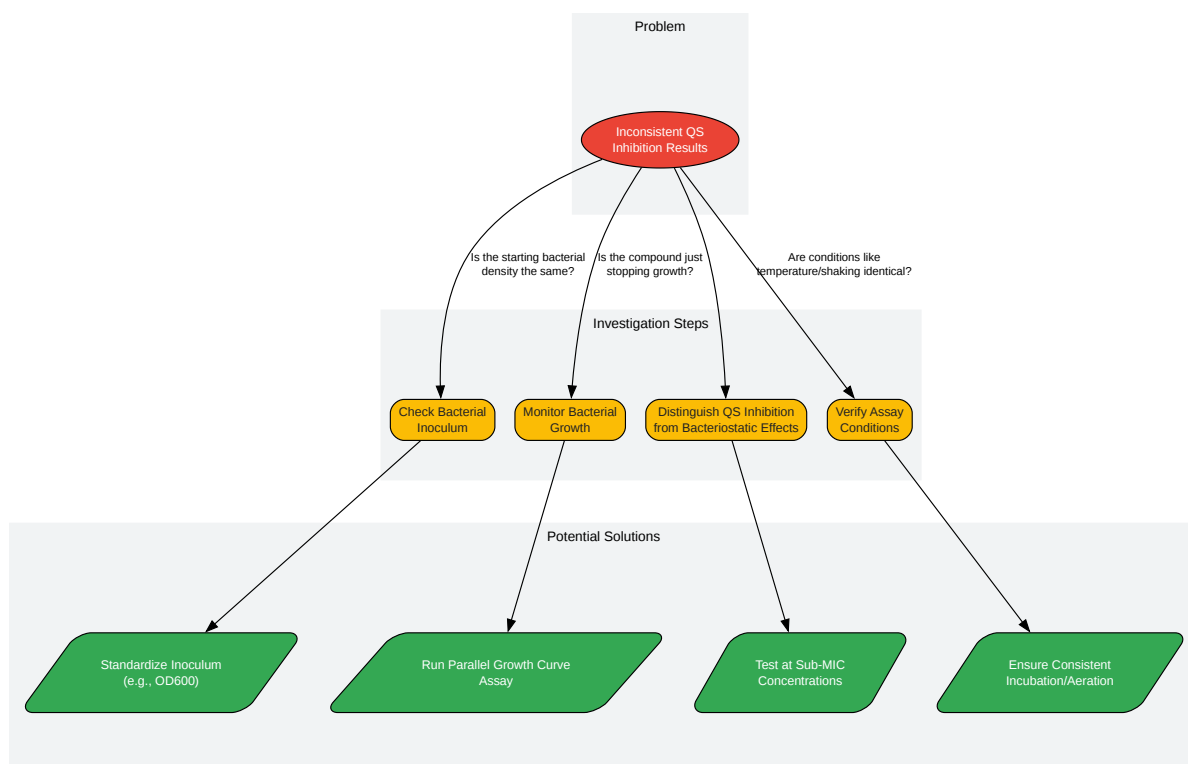 Problem
Inconsistent QS
Inhibition Results
Is the starting bacterial
density the same?
Is the compound just
stopping growth?
Are conditions like
temperature/shaking identical?
Investigation Steps
Check Bacterial
Inoculum
Monitor Bacterial
Growth
Distinguish QS Inhibition
from Bacteriostatic Effects
Verify Assay
Conditions
Potential Solutions
Standardize Inoculum
(e.g., OD600)
Run Parallel Growth Curve
Assay
Test at Sub-MIC
Concentrations
Ensure Consistent
Incubation/Aeration